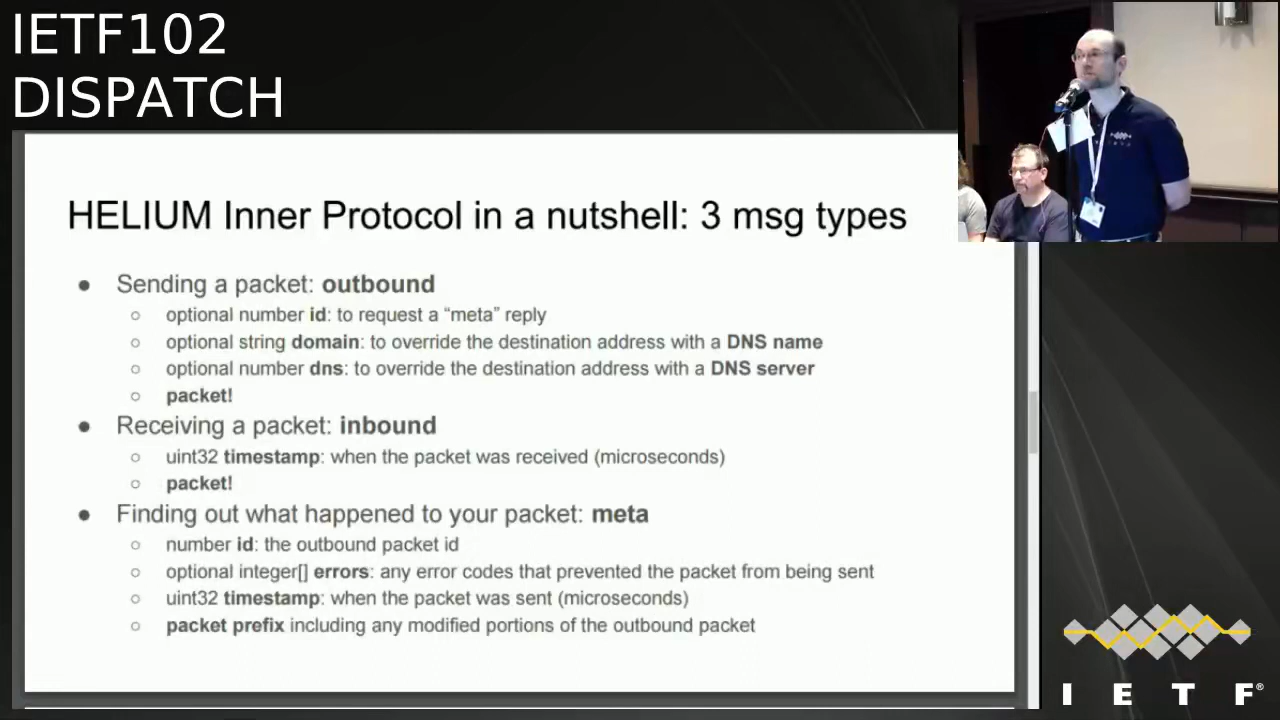 IETF102
DISPATCH
HELIUM Inner Protocol in a nutshell: 3 msg types
● Sending a packet: outbound
○ optional number id: to request a “meta” reply
○ optional string domain: to override the destination address with a DNS name
○ optional number dns: to override the destination address with a DNS server
○ packet!
● Receiving a packet: inbound
○ uint32 timestamp: when the packet was received (microseconds)
○ packet!
● Finding out what happened to your packet: meta
○ number id: the outbound packet id
○ optional integer[] errors: any error codes that prevented the packet from being sent
○ uint32 timestamp: when the packet was sent (microseconds)
○ packet prefix including any modified portions of the outbound packet
I E T F®